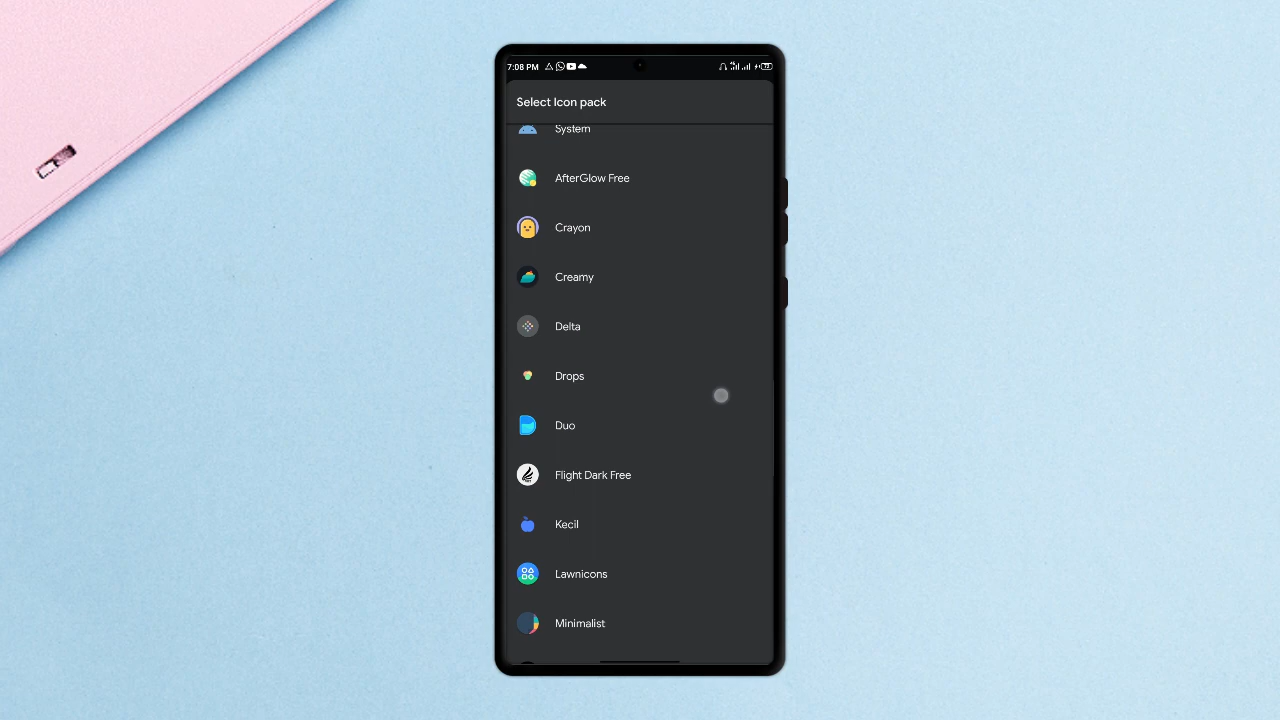 7:08 PM
Select Icon pack
System
AfterGlow Free
Crayon
Creamy
Delta
Drops
Duo
Flight Dark Free
Kecil
Lawnicons
Minimalist